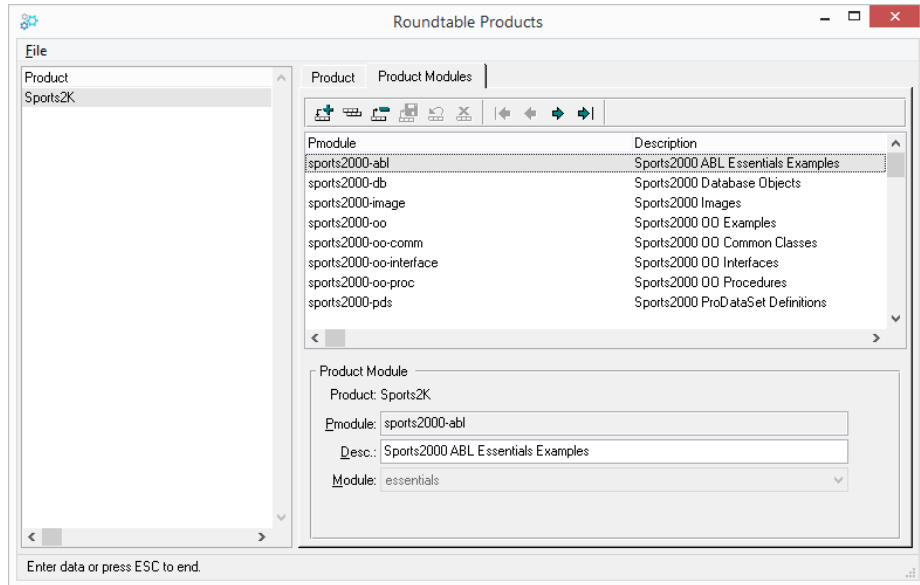 Roundtable Products
File
Product
Sports2K
Product Product Modules
Pmodule Description
sports2000-abl Sports2000 ABL Essentials Examples
sports2000-db Sports2000 Database Objects
sports2000-image Sports2000 Images
sports2000-oo Sports2000 OO Examples
sports2000-oo-comm Sports2000 OO Common Classes
sports2000-oo-interface Sports2000 OO Interfaces
sports2000-oo-proc Sports2000 OO Procedures
sports2000-pds Sports2000 ProDataSet Definitions
Product Module
Product: Sports2K
Pmodule: sports2000-abl
Desc.: Sports2000 ABL Essentials Examples
Module: essentials
Enter data or press ESC to end.